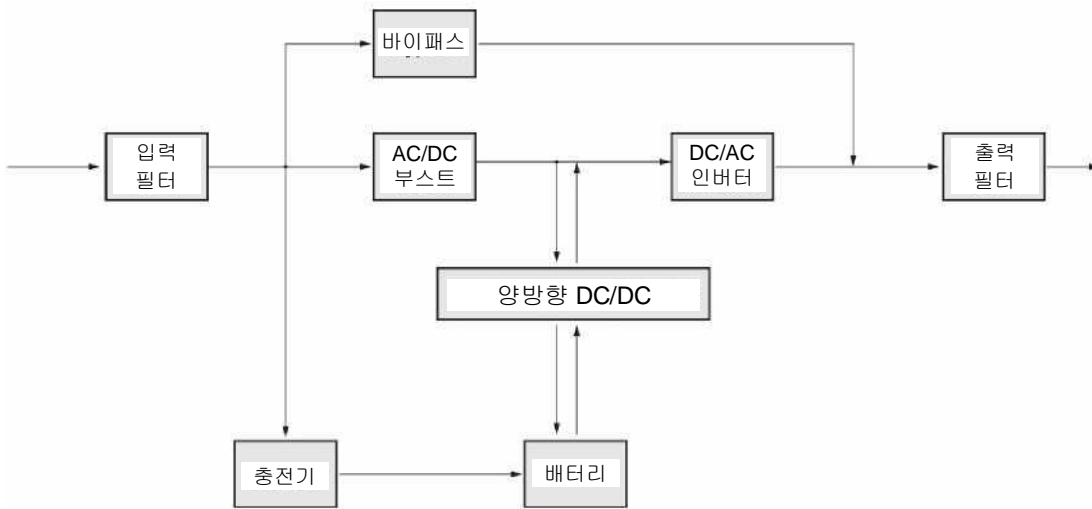 바이패스
입력
필터
AC/DC
부스트
DC/AC
인버터
출력
필터
양방향 DC/DC
충전기
배터리